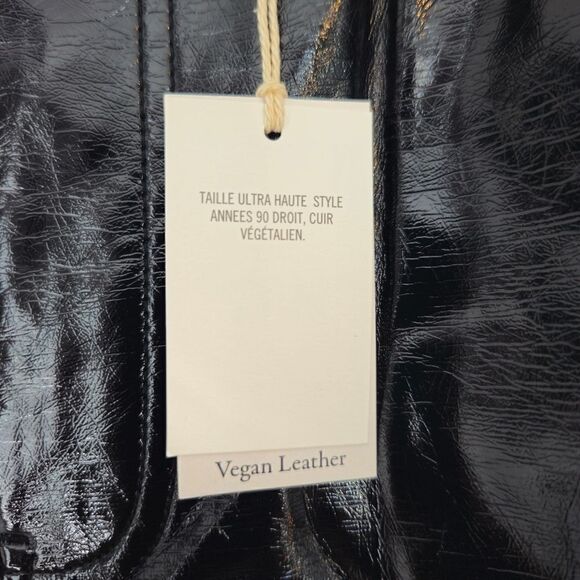 TAILLE ULTRA HAUTE STYLE
ANNEES 90 DROIT, CUIR
VÉGÉTALIEN.
Vegan Leather